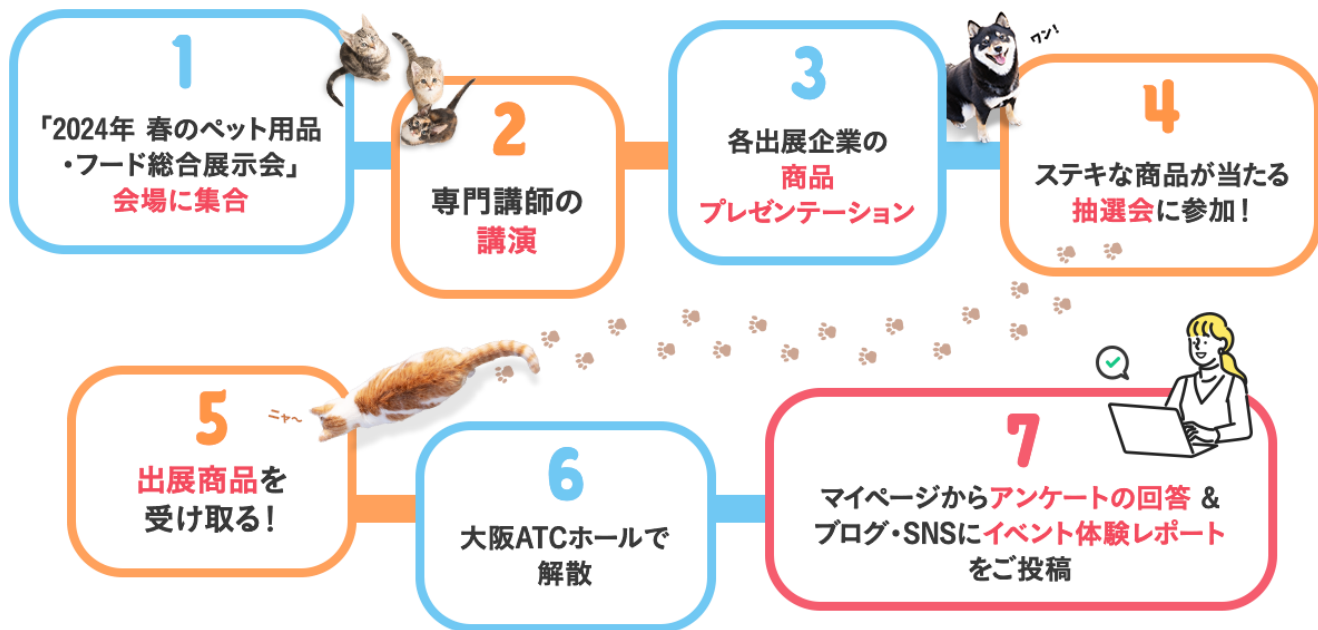 1
「2024年 春のペット用品
・フード総合展示会」
会場に集合
2
専門講師の
講演
3
各出展企業の
商品
プレゼンテーション
ワン!
4
ステキな商品が当たる
抽選会に参加!
5
ニャ〜
出展商品を
受け取る!
6
大阪ATCホールで
解散
7
マイページからアンケートの回答 &
ブログ・SNSにイベント体験レポート
をご投稿